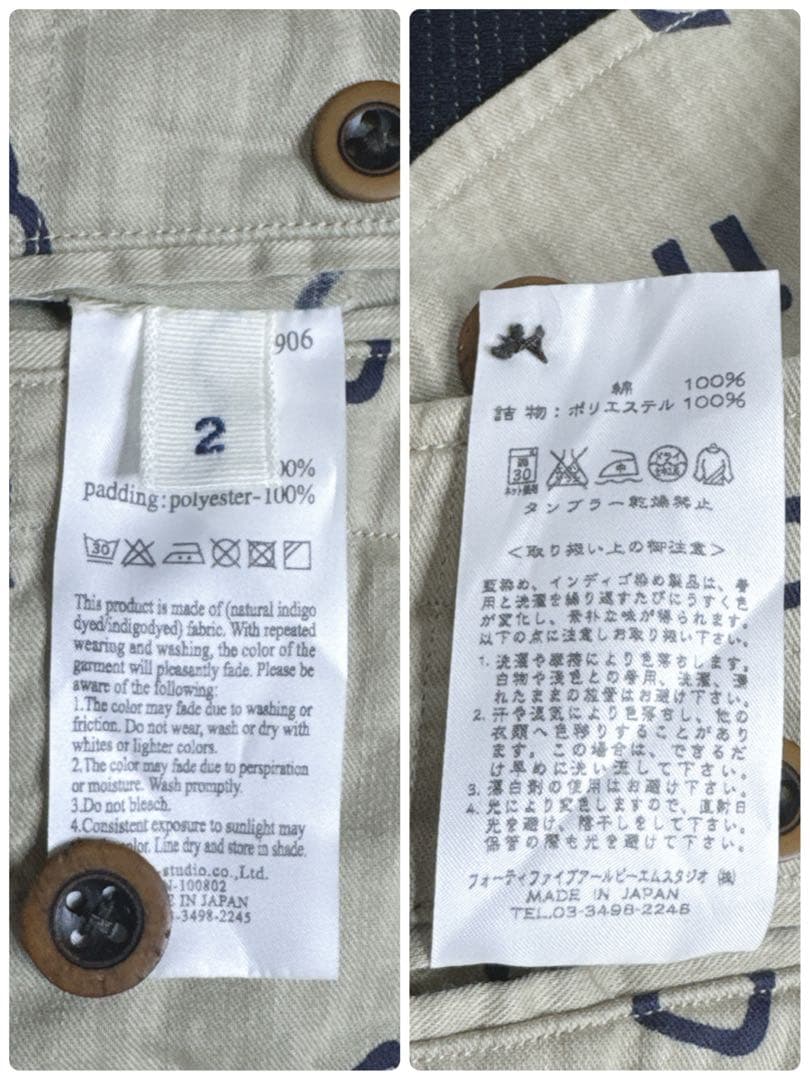 906
2
00%
padding: polyester-100%
30
This product is made of (natural indigo
dyed/indigodyed) fabric. With repeated
wearing and washing, the color of the
garment will pleasantly fade. Please be
aware of the following:
1.The color may fade due to washing or
friction. Do not wear, wash or dry with
whites or lighter colors.
2.The color may fade due to perspiration
or moisture. Wash promptly.
3.Do not bleach.
4.Consistent exposure to sunlight may
color. Line dry and store in shade.
-studio.co.,Ltd.
N-100802
IN JAPAN
3-3498-2245
綿 100%
詰物:ポリエステル 100%
30
中
ドライ
タンブラー乾燥禁止
<取り扱い上の御注意>
藍染め、インディゴ染め製品は、着
用と洗濯を繰り返すたびにうすく色
が変化し、素朴な味が得られます。
以下の点に注意しお取り扱い下さい。
1. 洗濯や摩擦により色落ちします。
白物や淺色との着用、洗濯、濡
れたままの放置はお避け下さい。
2. 汗や湿気により色落ちし、他の
衣類へ色移りすることがあり
ます。この場合は、できるだ
け早めに洗い流して下さい。
3. 漂白剤の使用はお避け下さい。
4. 光により変色しますので、直射日
光を避け、陰干しをして下さい。
保管の際も光を避けて下さい。
フォーティファイブアールピーエムスタジオ(株)
MADE IN JAPAN
TEL.03-3498-2245